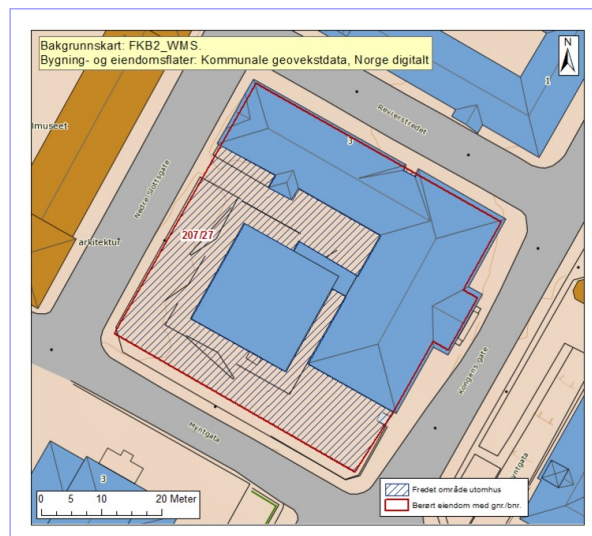 Bakgrunnskart: FKB2_WMS.
Bygning- og eiendomsflater: Kommunale geovekstdata, Norge digitalt
N
1
lmuseet
Revierstredet
3
Nedre Slottsgate
207/27
arkitektur
Kongens gate
Myntgata
yntgata
3
0 5 10 20 Meter
Fredet område utomhus
Berørt eiendom med gnr./bnr.